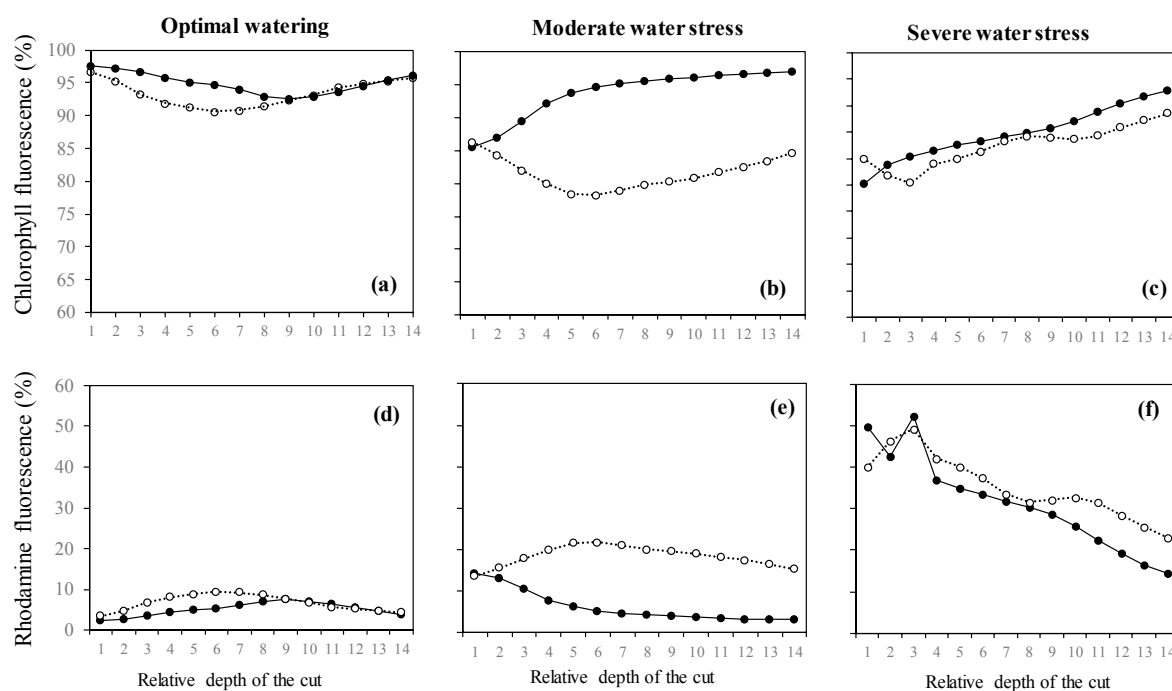 Optimal watering
Moderate water stress
Severe water stress
Chlorophyll fluorescence (%)
100
95
90
85
80
75
70
65
60
(a)
(b)
(c)
1 2 3 4 5 6 7 8 9 10 11 12 13 14
1 2 3 4 5 6 7 8 9 10 11 12 13 14
1 2 3 4 5 6 7 8 9 10 11 12 13 14
Rhodamine fluorescence (%)
60
50
40
30
20
10
0
(d)
(e)
(f)
1 2 3 4 5 6 7 8 9 10 11 12 13 14
1 2 3 4 5 6 7 8 9 10 11 12 13 14
1 2 3 4 5 6 7 8 9 10 11 12 13 14
Relative depth of the cut
Relative depth of the cut
Relative depth of the cut